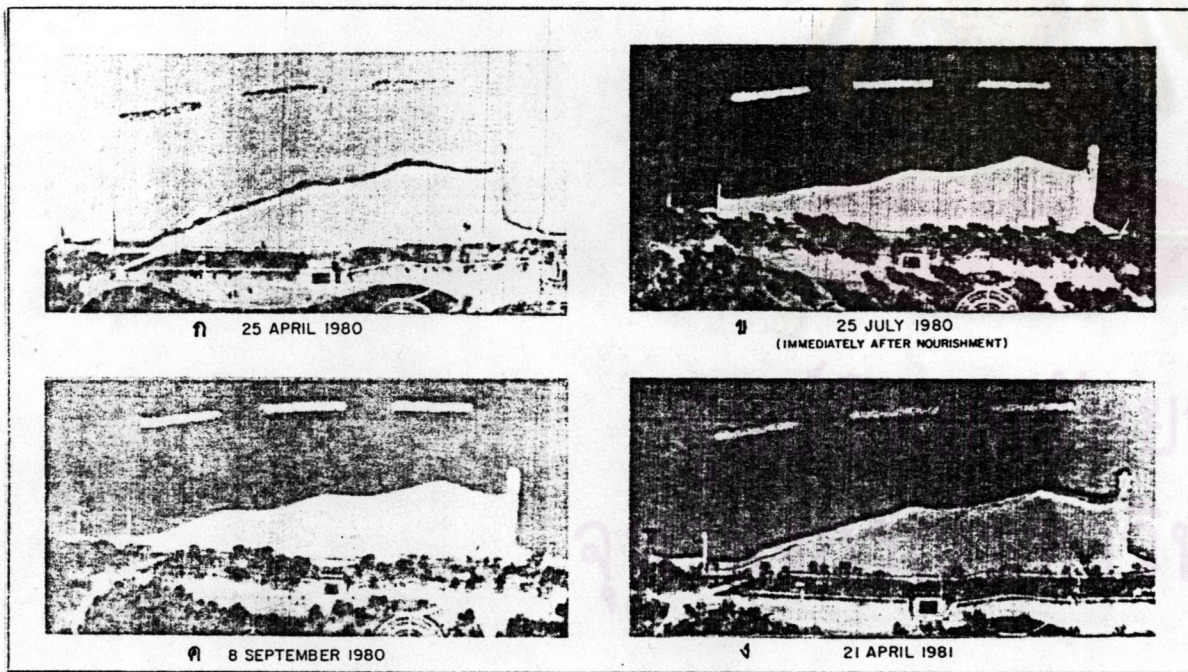 ก 25 APRIL 1980
ข 25 JULY 1980
(IMMEDIATELY AFTER NOURISHMENT)
ค 8 SEPTEMBER 1980
ง 21 APRIL 1981